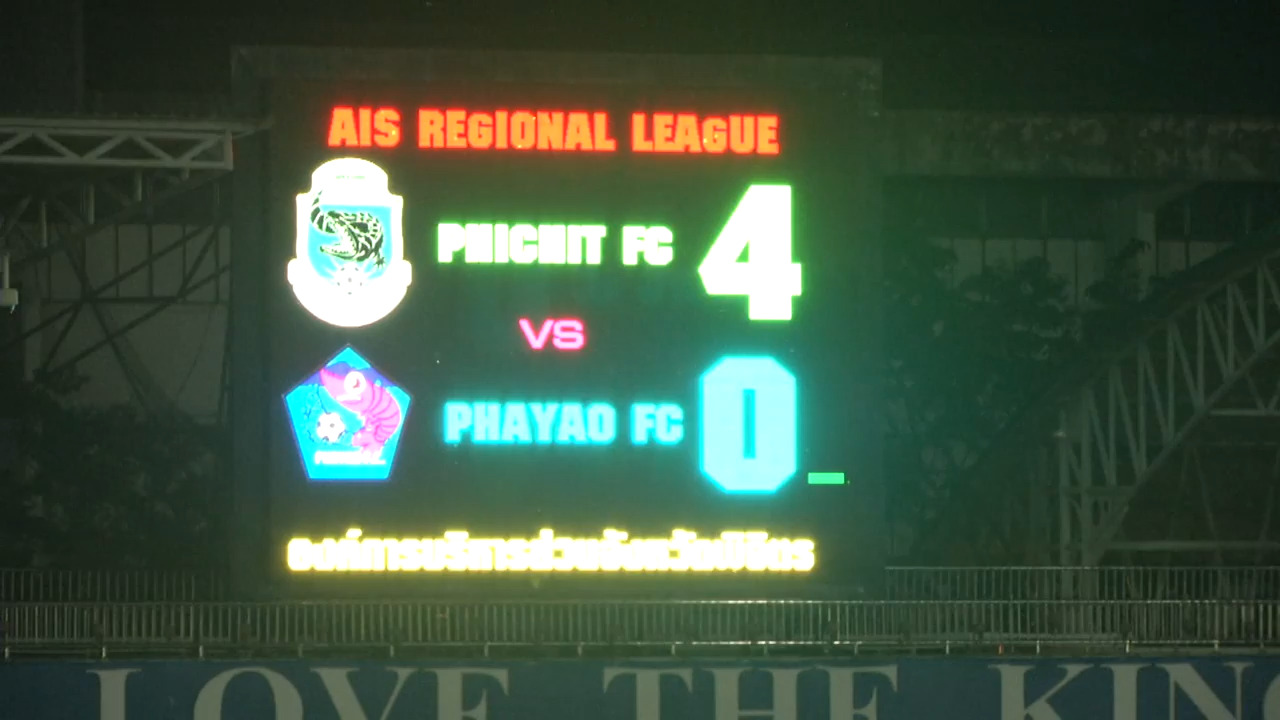 AIS REGIONAL LEAGUE
PHICHIT FC 4
VS
PHAYAO FC 0
องค์การบริหารส่วนจังหวัดพิจิตร
LOVE THE KING